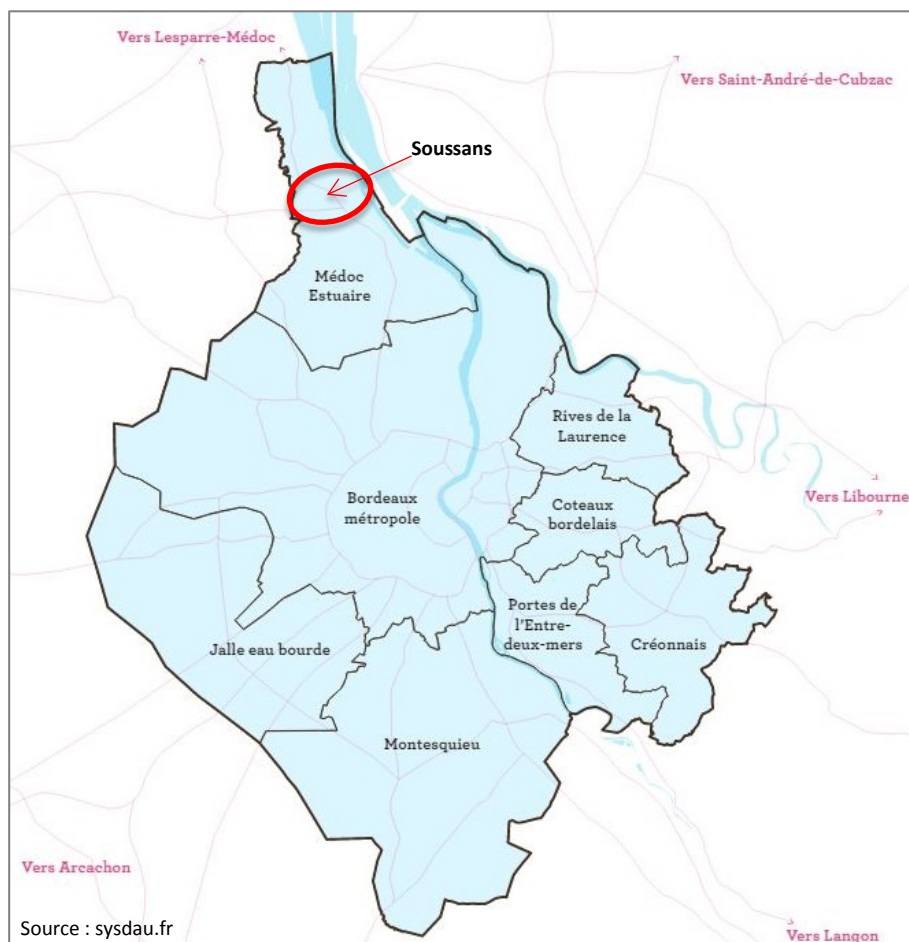 Vers Lesparre-Médoc
Vers Saint-André-de-Cubzac
Soussans
Médoc
Estuaire
Rives de la
Laurence
Bordeaux
métropole
Coteaux
bordelais
Vers Libourne
Portes de
l'Entre-
deux-mers
Jalle eau bourde
Créonnais
Montesquieu
Vers Arcachon
Source : sysdau.fr
Vers Langon